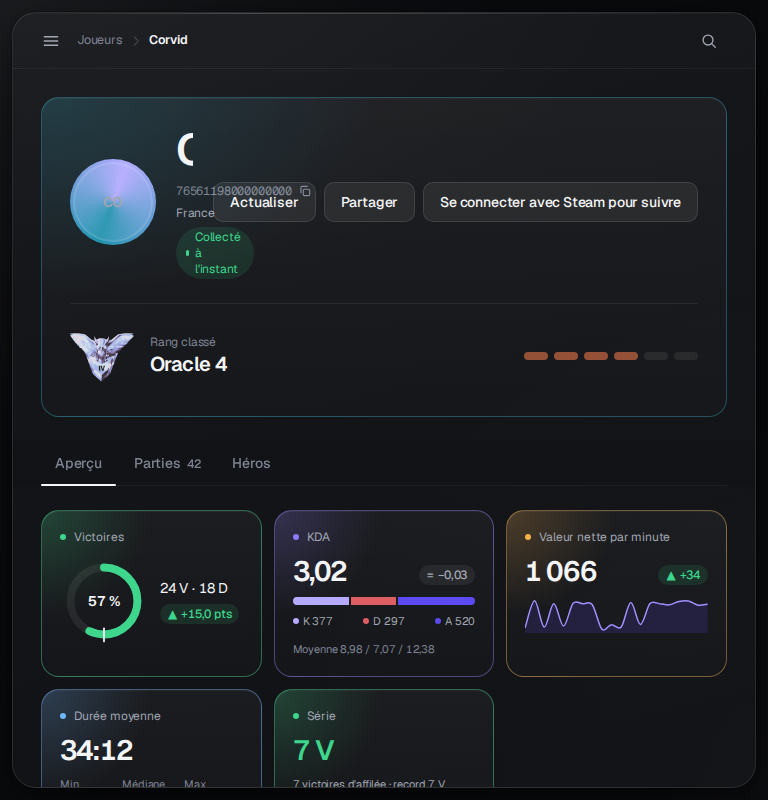 Joueurs > Corvid
C
76561198000000000
France
Actualiser
Partager
Se connecter avec Steam pour suivre
Collecté
à
l'instant
Rang classé
Oracle 4
IV
Aperçu
Parties 42
Héros
Victoires
57 %
24 V · 18 D
▲ +15,0 pts
KDA
3,02
= −0,03
K 377
D 297
A 520
Moyenne 8,98 / 7,07 / 12,38
Valeur nette par minute
1 066
▲ +34
Durée moyenne
34:12
Min
Médiane
Max
Série
7 V
7 victoires d'affilée · record 7 V